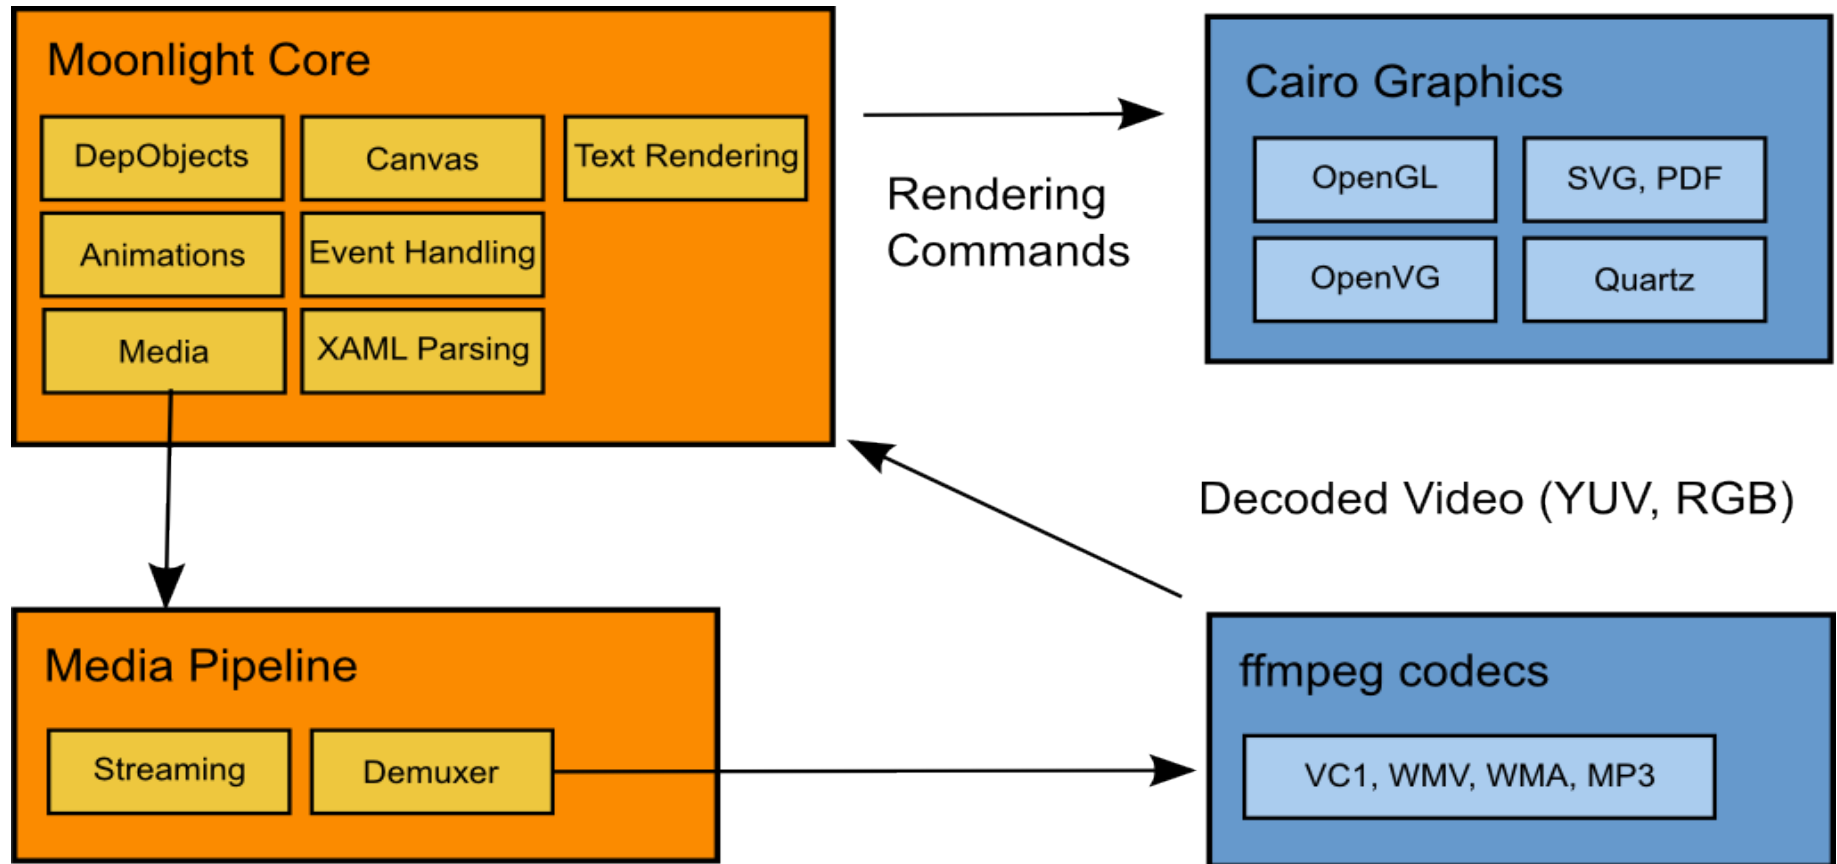 Moonlight Core
DepObjects
Canvas
Text Rendering
Animations
Event Handling
Media
XAML Parsing
Rendering
Commands
Cairo Graphics
OpenGL
SVG, PDF
OpenVG
Quartz
Decoded Video (YUV, RGB)
Media Pipeline
Streaming
Demuxer
ffmpeg codecs
VC1, WMV, WMA, MP3